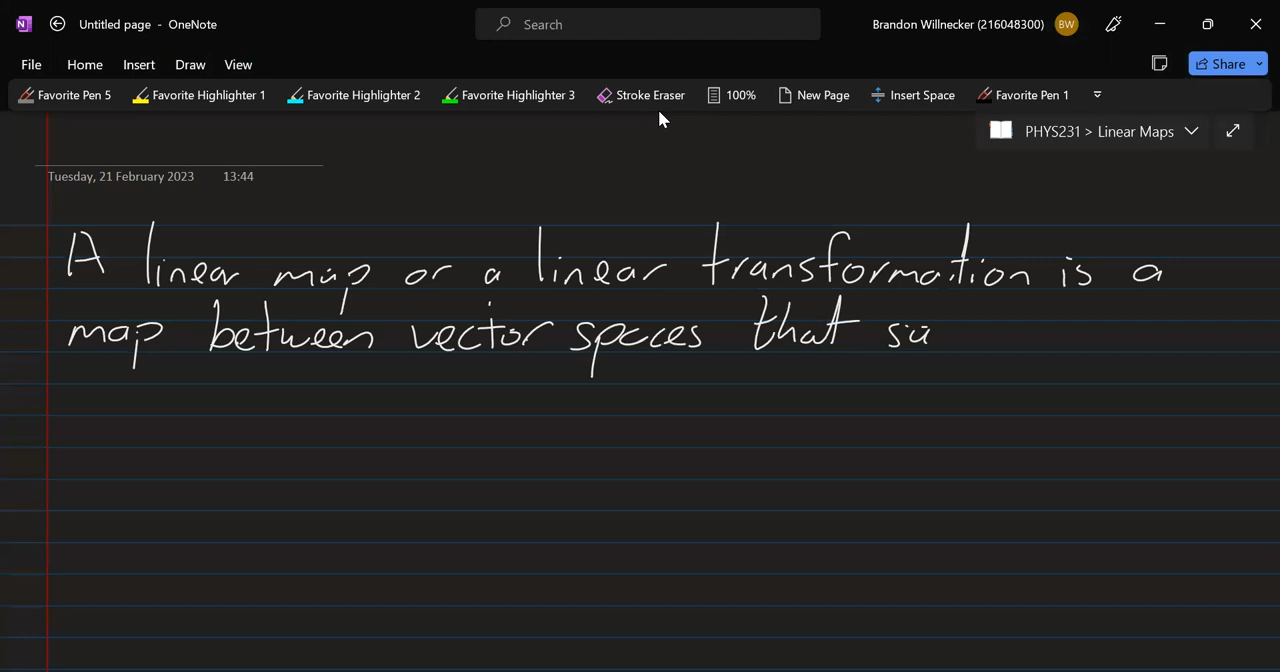 Untitled page - OneNote
Search
Brandon Willnecker (216048300)
BW
File
Home
Insert
Draw
View
Share
Favorite Pen 5
Favorite Highlighter 1
Favorite Highlighter 2
Favorite Highlighter 3
Stroke Eraser
100%
New Page
Insert Space
Favorite Pen 1
PHYS231 > Linear Maps
Tuesday, 21 February 2023 13:44
A linear map or a linear transformation is a
map between vector spaces that sa